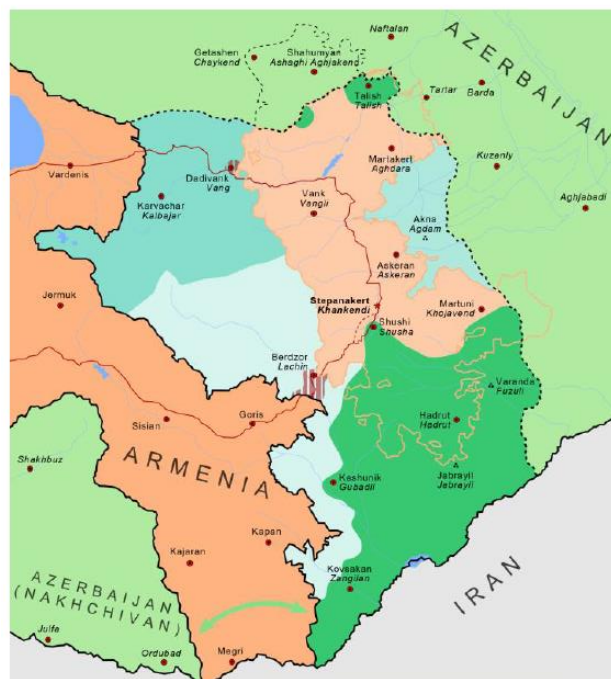 Naftalan
Getashen
Chaykend
Shahumyan
Ashaghi Aghjakend
AZERBAIJAN
Talish
Talish
Tartar
Barda
Vardenis
Dadivank
Vang
Martakert
Aghdara
Kuzenly
Karvachar
Kalbajar
Vank
Vangli
Akna
Agdam
Aghjabadi
Askeran
Askeran
Jermuk
Stepanakert
Khankendi
Martuni
Khojavend
Shushi
Shusha
Berdzor
Lachin
Varanda
Fuzuli
Sisian
Goris
Hadrut
Hadrut
Shakhbuz
ARMENIA
Kashunik
Gubadli
Jabrayil
Jabrayil
Kapan
Kajaran
Kovsakan
Zangilan
IRAN
AZERBAIJAN
(NAKHCHIVAN)
Julfa
Ordubad
Megri